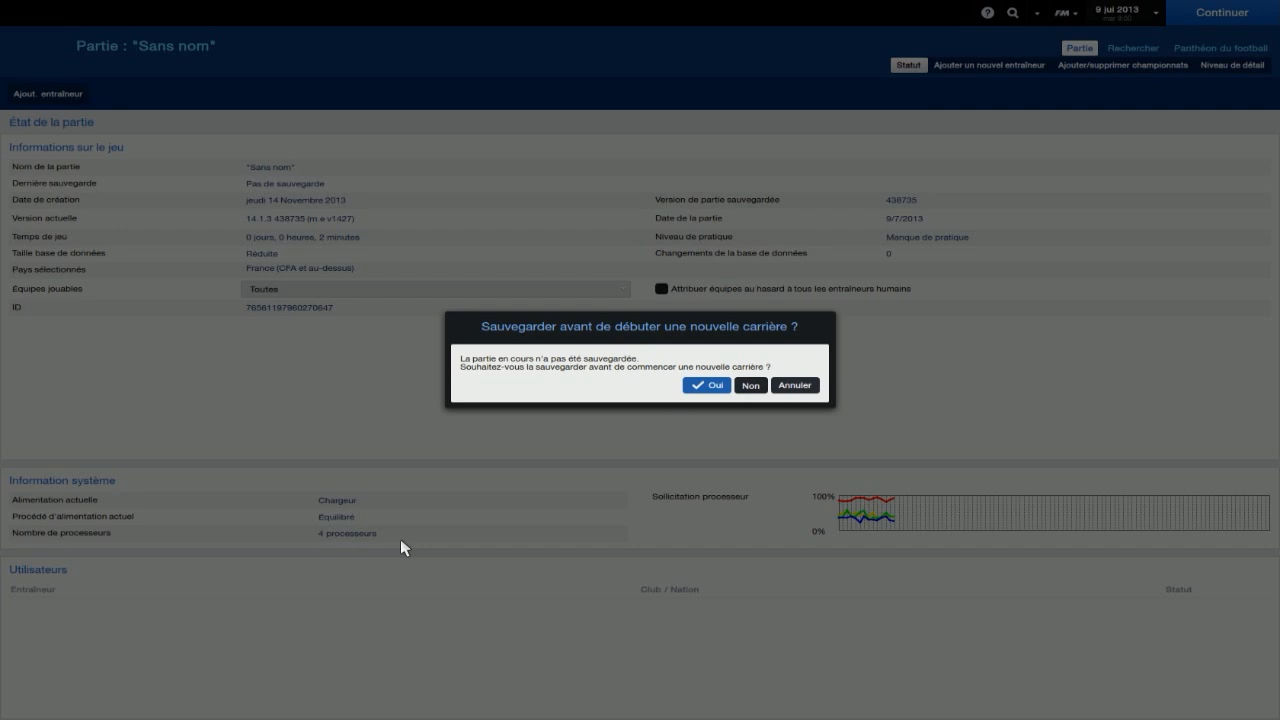 9 jui 2013
mar 9:00
Continuer
Partie : "Sans nom"
Partie Rechercher Panthéon du football
Statut Ajouter un nouvel entraîneur Ajouter/supprimer championnats Niveau de détail
Ajout. entraîneur
État de la partie
Informations sur le jeu
Nom de la partie "Sans nom"
Dernière sauvegarde Pas de sauvegarde
Date de création jeudi 14 Novembre 2013 Version de partie sauvegardée 438735
Version actuelle 14.1.3 438735 (m.e v1427) Date de la partie 9/7/2013
Temps de jeu 0 jours, 0 heures, 2 minutes Niveau de pratique Manque de pratique
Taille base de données Réduite Changements de la base de données 0
Pays sélectionnés France (CFA et au-dessus)
Équipes jouables Toutes Attribuer équipes au hasard à tous les entraîneurs humains
ID 76561197960270647
Sauvegarder avant de débuter une nouvelle carrière ?
La partie en cours n'a pas été sauvegardée.
Souhaitez-vous la sauvegarder avant de commencer une nouvelle carrière ?
Oui Non Annuler
Information système
Alimentation actuelle Chargeur Sollicitation processeur 100%
Procédé d'alimentation actuel Équilibré
Nombre de processeurs 4 processeurs 0%
Utilisateurs
Entraîneur Club / Nation Statut